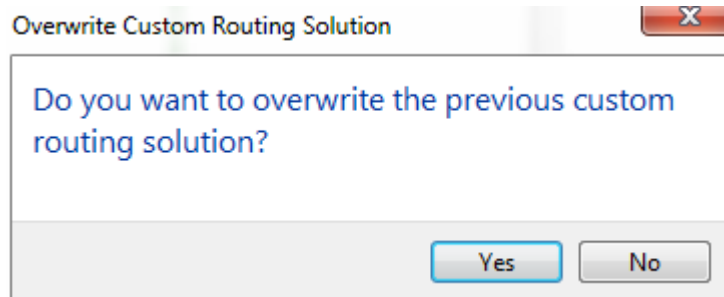 Overwrite Custom Routing Solution
Do you want to overwrite the previous custom
routing solution?
Yes No